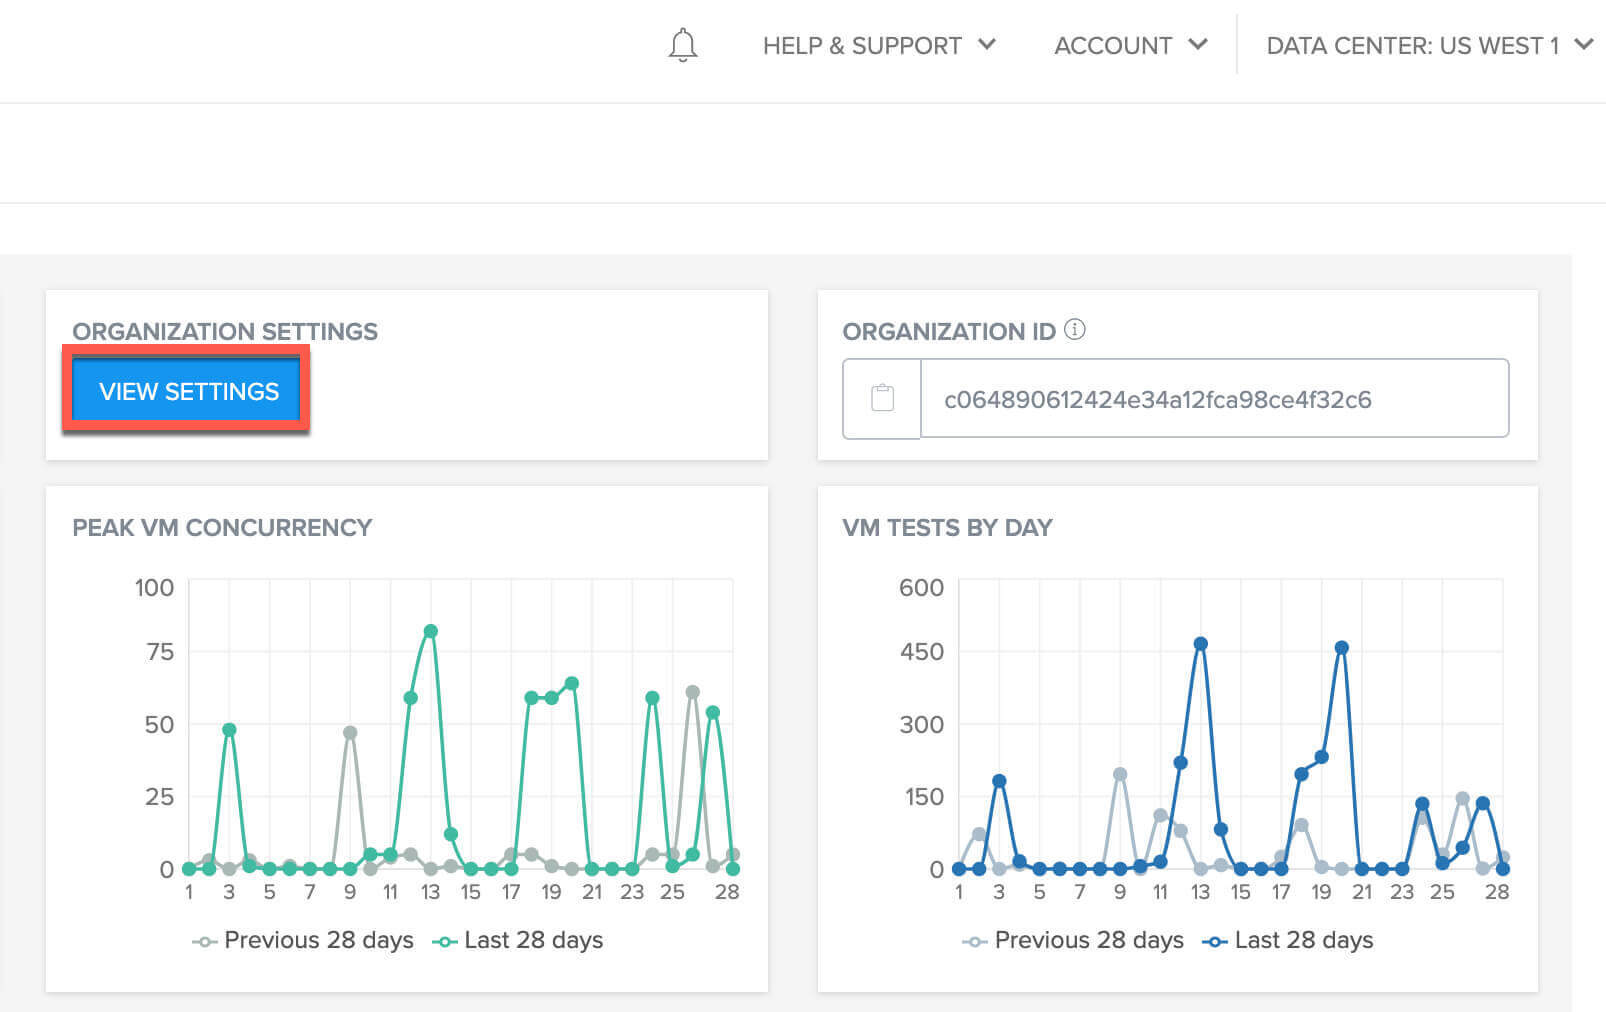 HELP & SUPPORT
ACCOUNT
DATA CENTER: US WEST 1
ORGANIZATION SETTINGS
VIEW SETTINGS
ORGANIZATION ID
c064890612424e34a12fca98ce4f32c6
PEAK VM CONCURRENCY
100
75
50
25
0
1 3 5 7 9 11 13 15 17 19 21 23 25 28
Previous 28 days Last 28 days
VM TESTS BY DAY
600
450
300
150
0
1 3 5 7 9 11 13 15 17 19 21 23 25 28
Previous 28 days Last 28 days